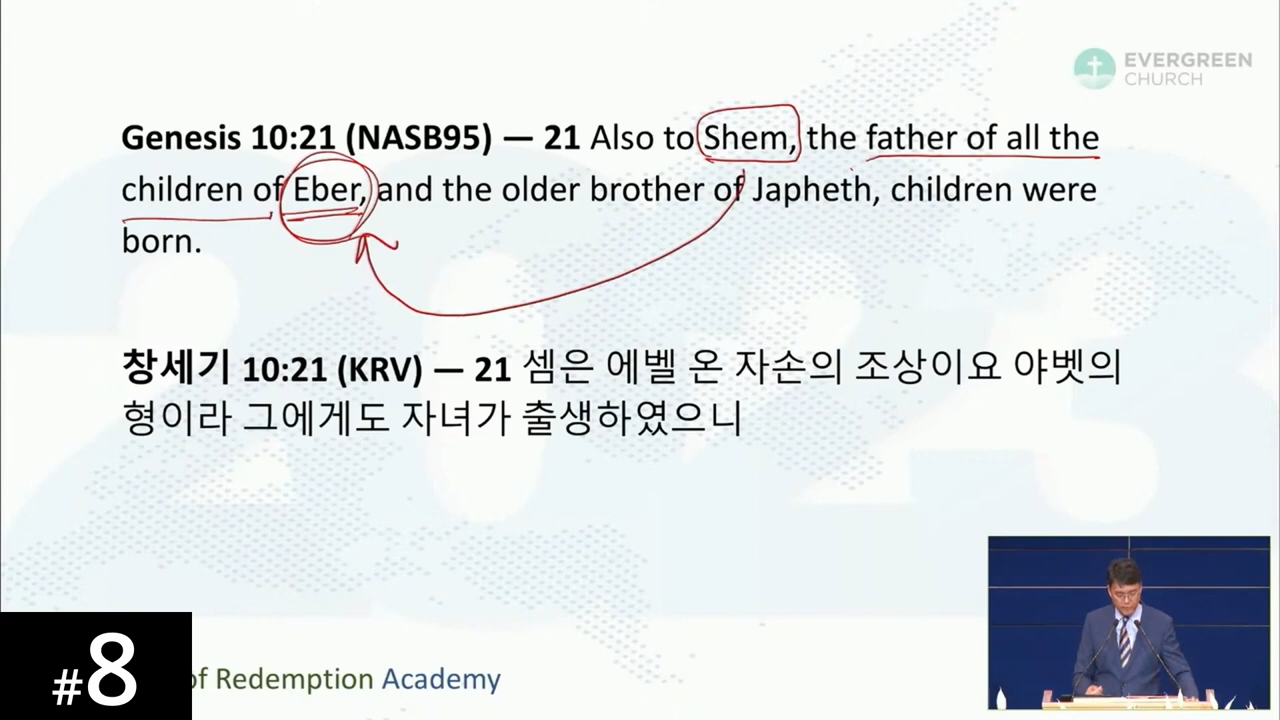 EVERGREEN
CHURCH
Genesis 10:21 (NASB95) — 21 Also to Shem, the father of all the
children of Eber, and the older brother of Japheth, children were
born.
창세기 10:21 (KRV) — 21 셈은 에벨 온 자손의 조상이요 야벳의
형이라 그에게도 자녀가 출생하였으니
#8
of Redemption Academy